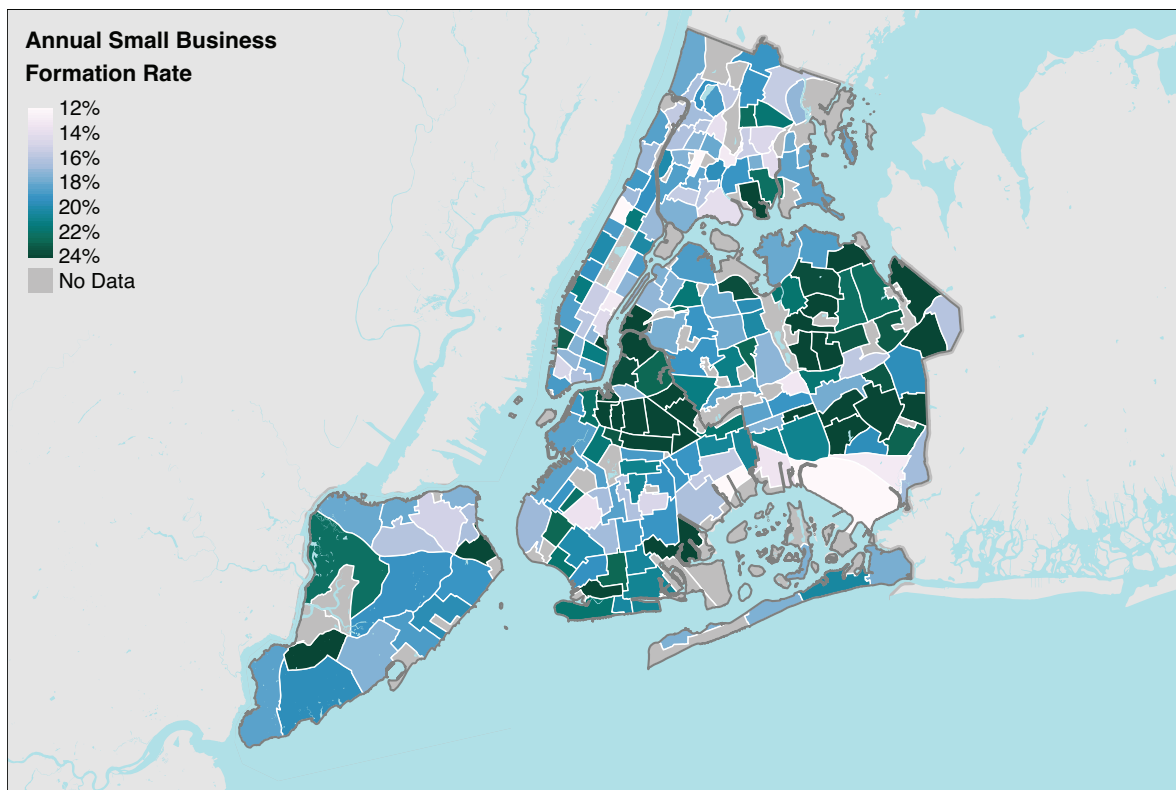 Annual Small Business
Formation Rate
12%
14%
16%
18%
20%
22%
24%
No Data